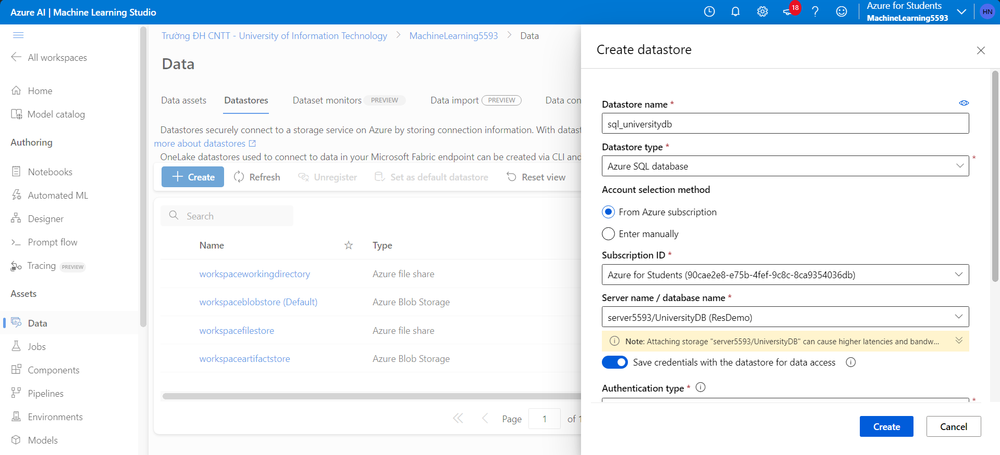 Azure AI | Machine Learning Studio
18
Azure for Students
MachineLearning5593
HN
All workspaces
Home
Model catalog
Authoring
Notebooks
Automated ML
Designer
Prompt flow
Tracing PREVIEW
Assets
Data
Jobs
Components
Pipelines
Environments
Models
Trường ĐH CNTT - University of Information Technology > MachineLearning5593 > Data
Data
Data assets Datastores Dataset monitors PREVIEW Data import PREVIEW Data con
Datastores securely connect to a storage service on Azure by storing connection information. With datast
more about datastores
OneLake datastores used to connect to data in your Microsoft Fabric endpoint can be created via CLI and
Create Refresh Unregister Set as default datastore Reset view
Search
Name Type
workspaceworkingdirectory Azure file share
workspaceblobstore (Default) Azure Blob Storage
workspacefilestore Azure file share
workspaceartifactstore Azure Blob Storage
Page 1 of 1
Create datastore
Datastore name *
sql_universitydb
Datastore type *
Azure SQL database
*
Account selection method
From Azure subscription
Enter manually
Subscription ID *
Azure for Students (90cae2e8-e75b-4fef-9c8c-8ca9354036db)
Server name / database name *
server5593/UniversityDB (ResDemo)
Note: Attaching storage "server5593/UniversityDB" can cause higher latencies and bandw...
Save credentials with the datastore for data access
Authentication type *
*
Create Cancel